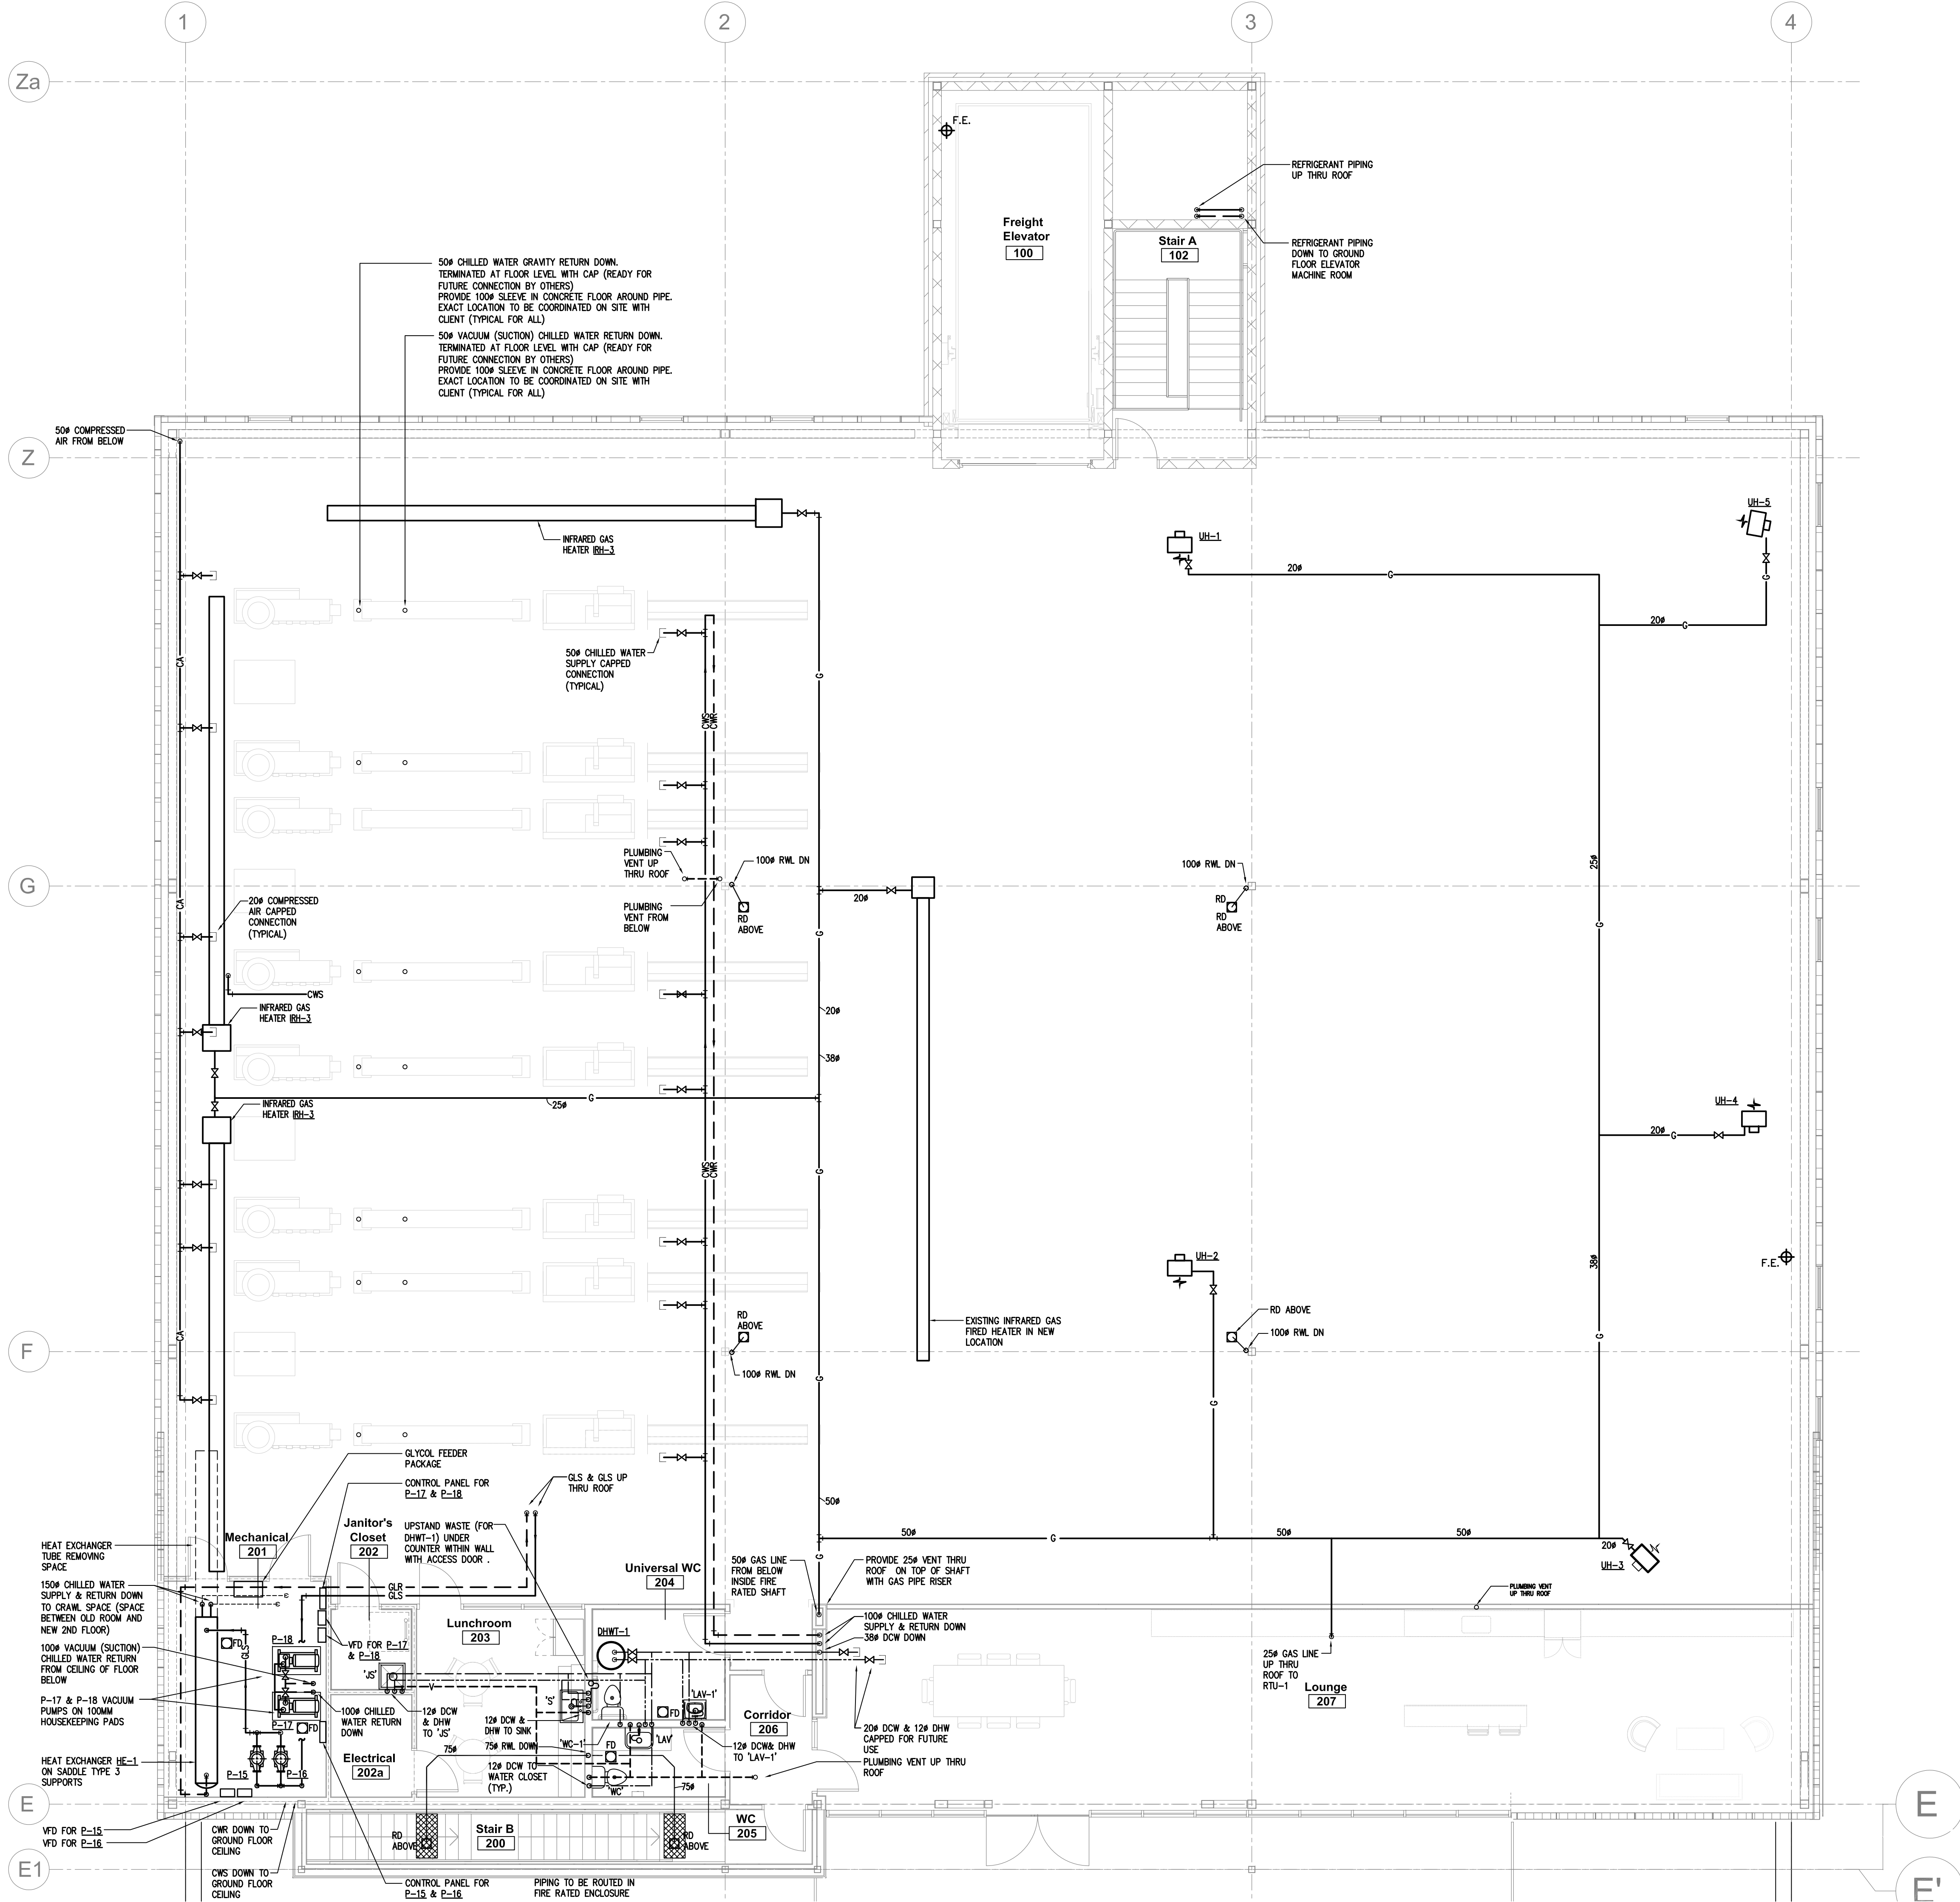 1
2
3
4
Za
F.E.
REFRIGERANT PIPING
UP THRU ROOF
Freight
Elevator
100
Stair A
102
REFRIGERANT PIPING
DOWN TO GROUND
FLOOR ELEVATOR
MACHINE ROOM
50ø CHILLED WATER GRAVITY RETURN DOWN.
TERMINATED AT FLOOR LEVEL WITH CAP (READY FOR
FUTURE CONNECTION BY OTHERS)
PROVIDE 100ø SLEEVE IN CONCRETE FLOOR AROUND PIPE.
EXACT LOCATION TO BE COORDINATED ON SITE WITH
CLIENT (TYPICAL FOR ALL)
50ø VACUUM (SUCTION) CHILLED WATER RETURN DOWN.
TERMINATED AT FLOOR LEVEL WITH CAP (READY FOR
FUTURE CONNECTION BY OTHERS)
PROVIDE 100ø SLEEVE IN CONCRETE FLOOR AROUND PIPE.
EXACT LOCATION TO BE COORDINATED ON SITE WITH
CLIENT (TYPICAL FOR ALL)
50ø COMPRESSED
AIR FROM BELOW
Z
INFRARED GAS
HEATER IRH-3
UH-1
UH-5
20ø
G
G
20ø
G
50ø CHILLED WATER
SUPPLY CAPPED
CONNECTION
(TYPICAL)
CA
G
CWS
CWR
PLUMBING
VENT UP
THRU ROOF
100ø RWL DN
PLUMBING
VENT FROM
BELOW
RD
ABOVE
20ø
100ø RWL DN
RD
RD
ABOVE
25ø
G
G
CA
G
20ø COMPRESSED
AIR CAPPED
CONNECTION
(TYPICAL)
CWS
INFRARED GAS
HEATER IRH-3
20ø
38ø
INFRARED GAS
HEATER IRH-3
G
25ø
UH-4
20ø
G
CWS
CWR
G
UH-2
38ø
F.E.
RD
ABOVE
RD ABOVE
100ø RWL DN
CA
EXISTING INFRARED GAS
FIRED HEATER IN NEW
LOCATION
G
F
100ø RWL DN
G
G
GLYCOL FEEDER
PACKAGE
CONTROL PANEL FOR
P-17 & P-18
GLS & GLS UP
THRU ROOF
50ø
Mechanical
201
Janitor's
Closet
202
UPSTAND WASTE (FOR
DHWT-1) UNDER
COUNTER WITHIN WALL
WITH ACCESS DOOR .
50ø
G
50ø
50ø
20ø
UH-3
HEAT EXCHANGER
TUBE REMOVING
SPACE
Universal WC
204
50ø GAS LINE
FROM BELOW
INSIDE FIRE
RATED SHAFT
G
PROVIDE 25ø VENT THRU
ROOF ON TOP OF SHAFT
WITH GAS PIPE RISER
PLUMBING VENT
UP THRU ROOF
150ø CHILLED WATER
SUPPLY & RETURN DOWN
TO CRAWL SPACE (SPACE
BETWEEN OLD ROOM AND
NEW 2ND FLOOR)
GLR
GLS
Lunchroom
203
DHWT-1
100ø CHILLED WATER
SUPPLY & RETURN DOWN
38ø DCW DOWN
FD
P-18
GLS
VFD FOR P-17
& P-18
100ø VACUUM (SUCTION)
CHILLED WATER RETURN
FROM CEILING OF FLOOR
BELOW
'JS'
V
25ø GAS LINE
UP THRU
ROOF TO
RTU-1
Lounge
207
P-17 & P-18 VACUUM
PUMPS ON 100MM
HOUSEKEEPING PADS
'S'
'LAV-1'
P-17
FD
100ø CHILLED
WATER RETURN
DOWN
12ø DCW
& DHW
TO 'JS'
12ø DCW &
DHW TO SINK
FD
Corridor
206
20ø DCW & 12ø DHW
CAPPED FOR FUTURE
USE
'WC-1'
'LAV'
12ø DCW& DHW
TO 'LAV-1'
75ø
75ø RWL DOWN
FD
HEAT EXCHANGER HE-1
ON SADDLE TYPE 3
SUPPORTS
Electrical
202a
12ø DCW TO
WATER CLOSET
(TYP.)
PLUMBING VENT UP THRU
ROOF
P-15
P-16
'WC'
75ø
E
E
VFD FOR P-15
VFD FOR P-16
CWR DOWN TO
GROUND FLOOR
CEILING
RD
ABOVE
Stair B
200
RD
ABOVE
WC
205
E1
CWS DOWN TO
GROUND FLOOR
CEILING
CONTROL PANEL FOR
P-15 & P-16
PIPING TO BE ROUTED IN
FIRE RATED ENCLOSURE
E'